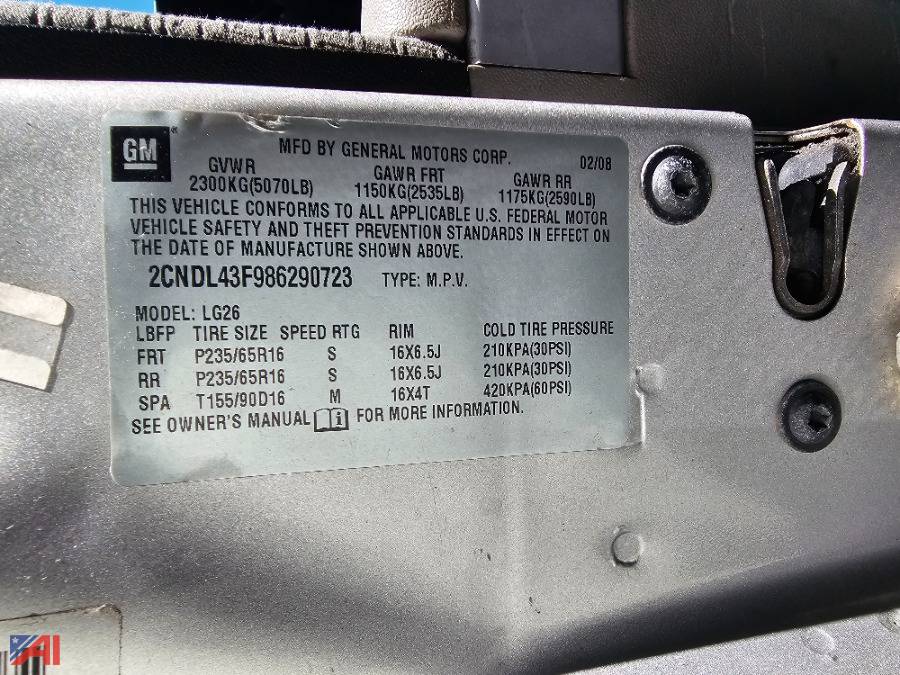 GM
MFD BY GENERAL MOTORS CORP. 02/08
GVWR GAWR FRT GAWR RR
2300KG(5070LB) 1150KG(2535LB) 1175KG(2590LB)
THIS VEHICLE CONFORMS TO ALL APPLICABLE U.S. FEDERAL MOTOR
VEHICLE SAFETY AND THEFT PREVENTION STANDARDS IN EFFECT ON
THE DATE OF MANUFACTURE SHOWN ABOVE.
2CNDL43F986290723 TYPE: M.P.V.
MODEL: LG26
LBFP TIRE SIZE SPEED RTG RIM COLD TIRE PRESSURE
FRT P235/65R16 S 16X6.5J 210KPA(30PSI)
RR P235/65R16 S 16X6.5J 210KPA(30PSI)
SPA T155/90D16 M 16X4T 420KPA(60PSI)
SEE OWNER'S MANUAL i FOR MORE INFORMATION.
AI